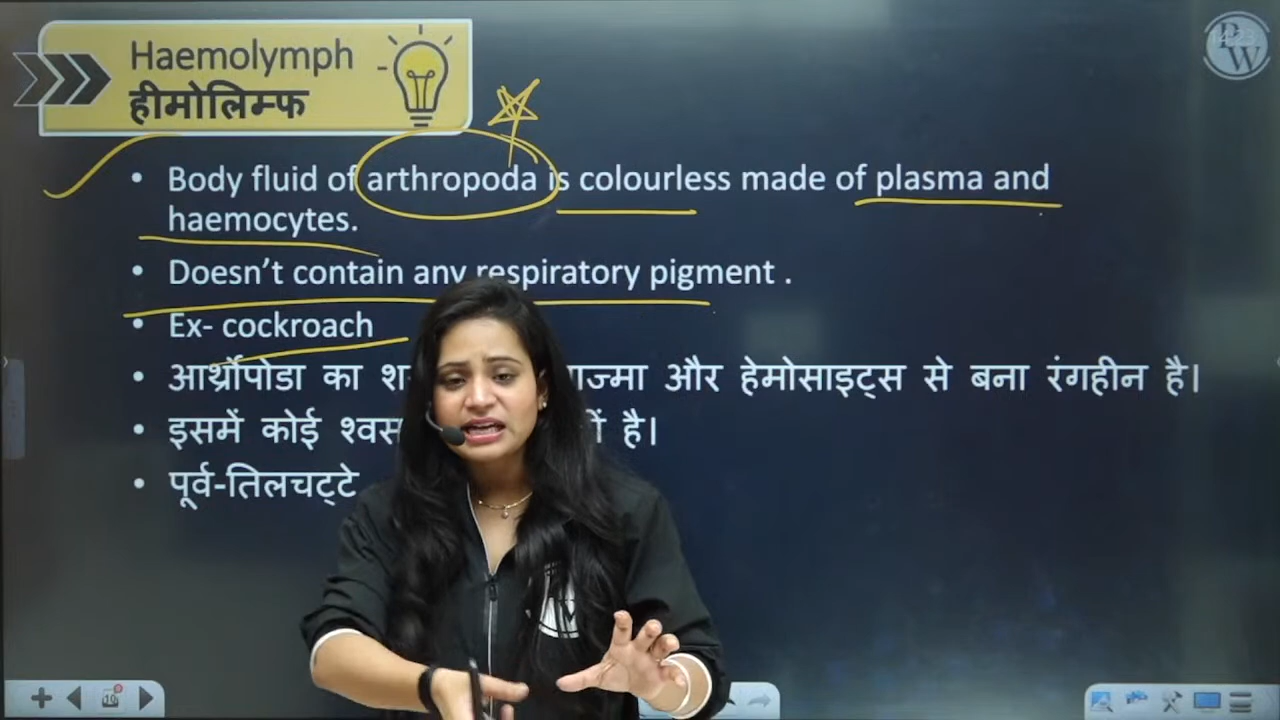 Haemolymph
हीमोलिम्फ
PW
• Body fluid of arthropoda is colourless made of plasma and
haemocytes.
• Doesn't contain any respiratory pigment .
• Ex- cockroach
• आर्थ्रोपोडा का और हेमोसाइट्स से बना रंगहीन है।
• इसमें कोई है।
• पूर्व-तिलचट्टे